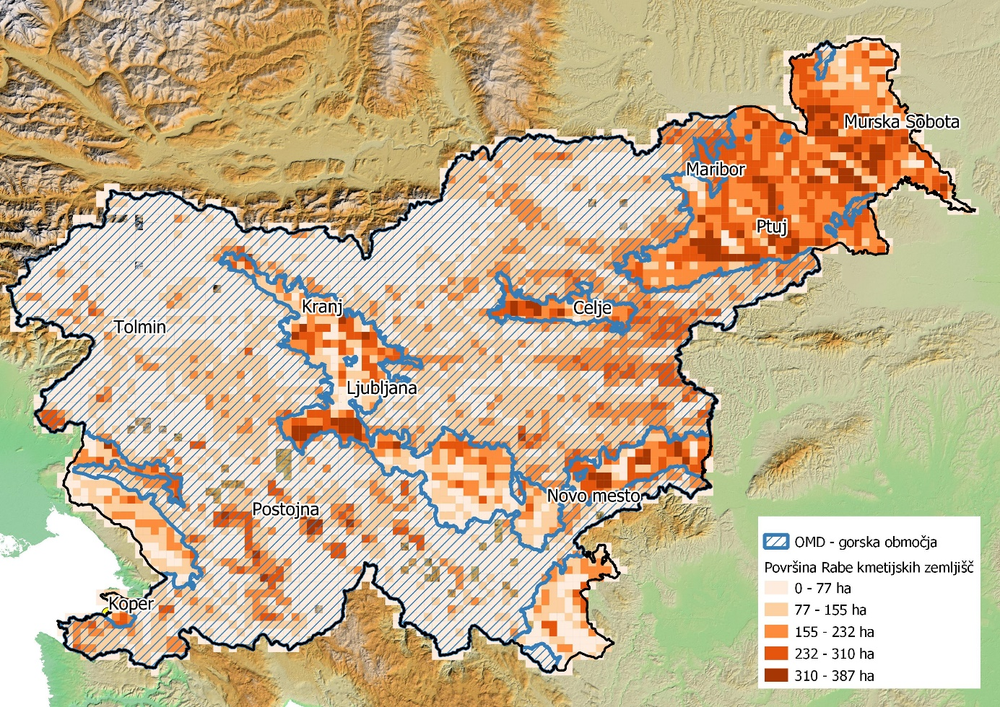 Murska Sobota
Maribor
Ptuj
Kranj
Celje
Tolmin
Ljubljana
Novo mesto
Postojna
Koper
OMD - gorska območja
Površina Rabe kmetijskih zemljišč
0 - 77 ha
77 - 155 ha
155 - 232 ha
232 - 310 ha
310 - 387 ha